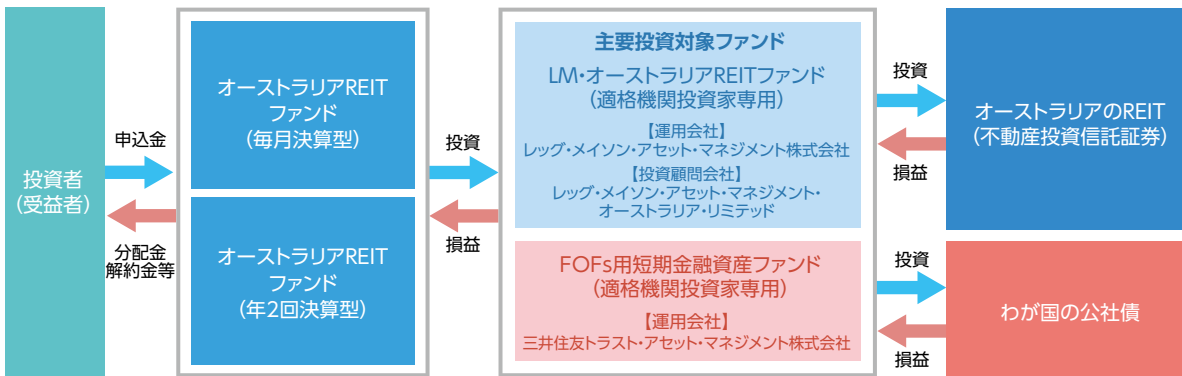 投資者
(受益者)
申込金
分配金
解約金等
オーストラリアREIT
ファンド
(毎月決算型)
オーストラリアREIT
ファンド
(年2回決算型)
投資
損益
主要投資対象ファンド
LM・オーストラリアREITファンド
(適格機関投資家専用)
【運用会社】
レッグ・メイソン・アセット・マネジメント株式会社
【投資顧問会社】
レッグ・メイソン・アセット・マネジメント・
オーストラリア・リミテッド
FOFs用短期金融資産ファンド
(適格機関投資家専用)
【運用会社】
三井住友トラスト・アセット・マネジメント株式会社
投資
損益
オーストラリアのREIT
(不動産投資信託証券)
投資
損益
わが国の公社債